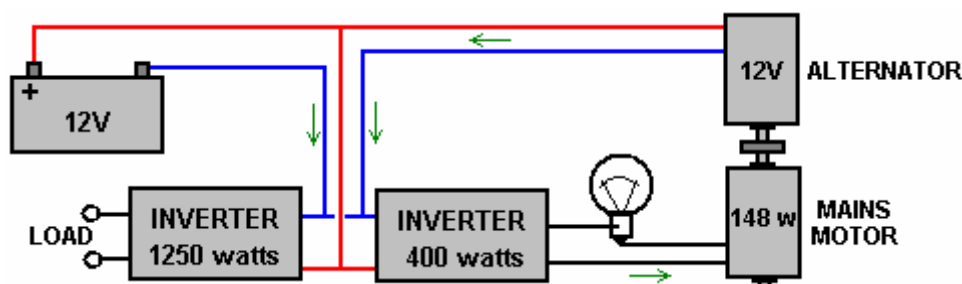 12V
ALTERNATOR
+
12V
INVERTER
1250 watts
LOAD
INVERTER
400 watts
148 w
MAINS
MOTOR